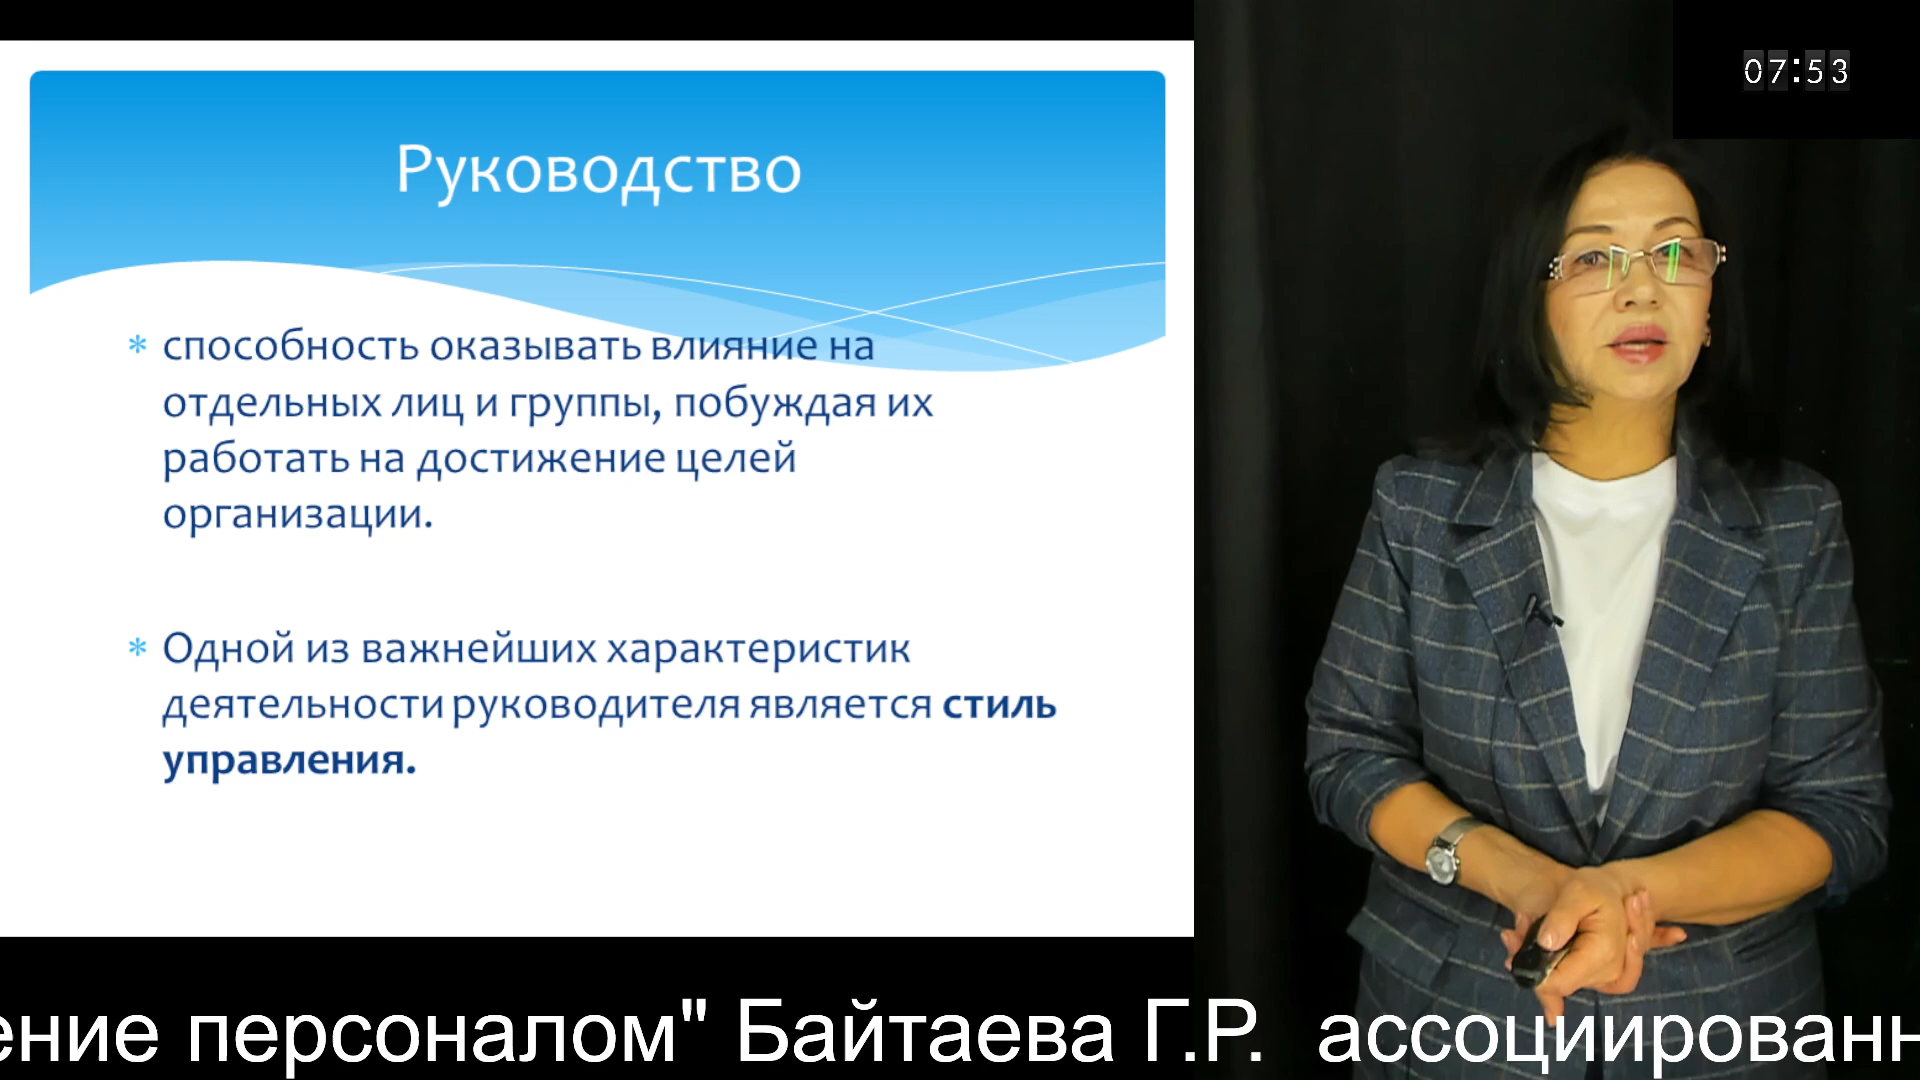 07:53
Руководство
* способность оказывать влияние на
отдельных лиц и группы, побуждая их
работать на достижение целей
организации.
* Одной из важнейших характеристик
деятельности руководителя является стиль
управления.
ение персоналом" Байтаева Г.Р. ассоциированн